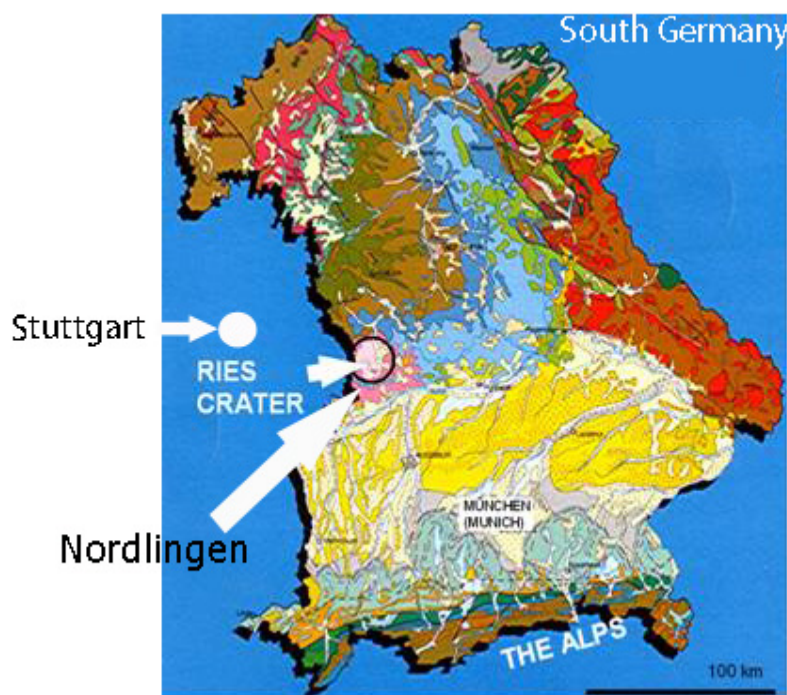 South Germany
Stuttgart
RIES
CRATER
Nordlingen
MÜNCHEN
(MUNICH)
THE ALPS
100 km